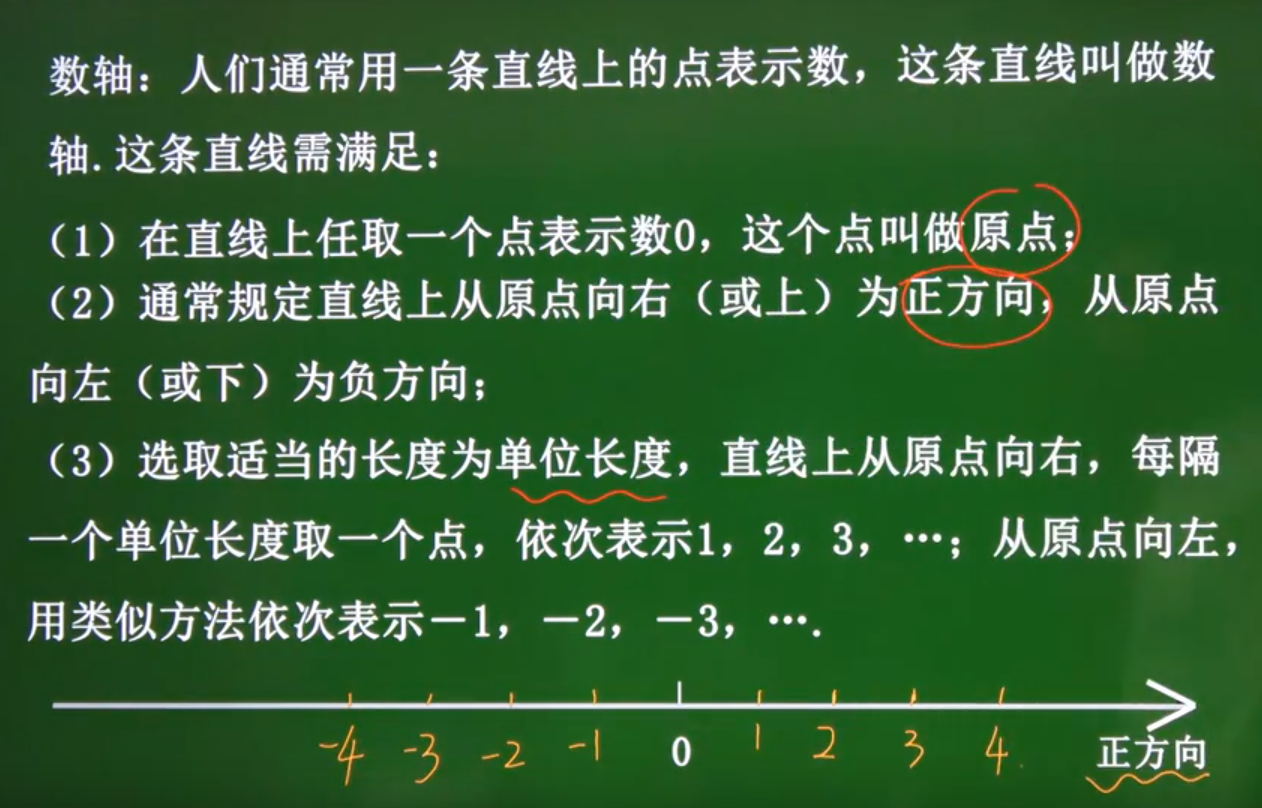 数轴：人们通常用一条直线上的点表示数，这条直线叫做数
轴.这条直线需满足：
（1）在直线上任取一个点表示数0，这个点叫做原点；
（2）通常规定直线上从原点向右（或上）为正方向，从原点
向左（或下）为负方向；
（3）选取适当的长度为单位长度，直线上从原点向右，每隔
一个单位长度取一个点，依次表示1，2，3，…；从原点向左，
用类似方法依次表示－1，－2，－3，….
-4 -3 -2 -1 0 1 2 3 4 正方向